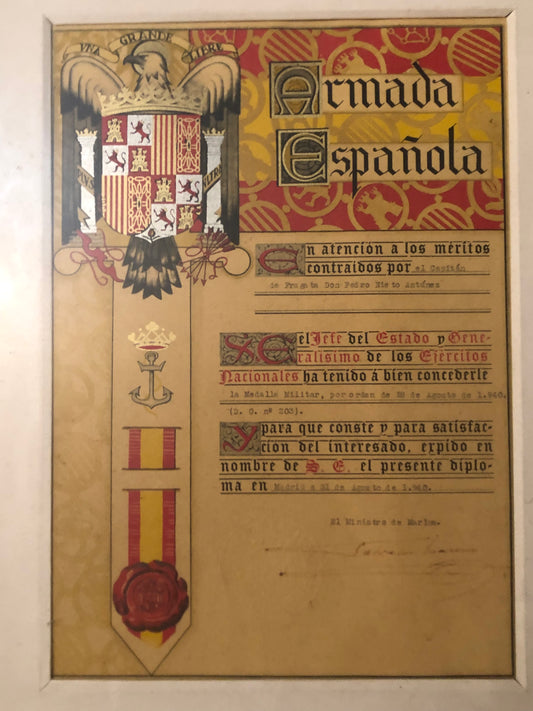 UNA GRANDE LIBRE
Armada
Española
PLUS
En atención a los méritos
contraidos por el Capitán
de Fragata Don Pedro Nieto Antúnez
S. E. el Jefe del Estado y Gene-
ralísimo de los Ejércitos
Nacionales ha tenido á bien concederle
la Medalla Militar, por orden de 28 de Agosto de 1.940.
(D. O. nº 203).
Y para que conste y para satisfac-
ción del interesado, expido en
nombre de S. E. el presente diplo-
ma en Madrid a 31 de Agosto de 1.940.
El Ministro de Marina.